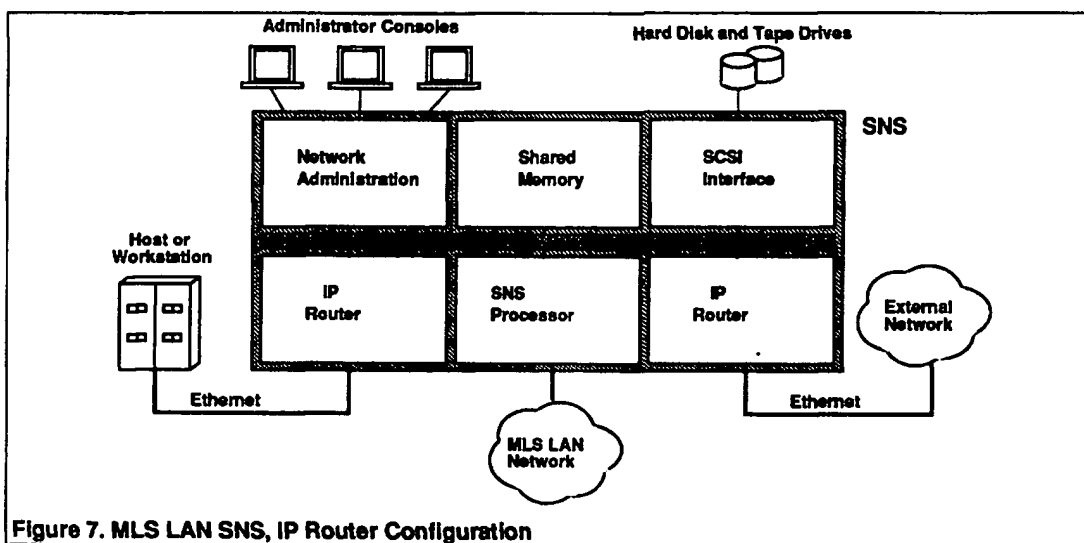 Administrator Consoles
Hard Disk and Tape Drives
SNS
Network
Administration
Shared
Memory
SCSI
Interface
Host or
Workstation
IP
Router
SNS
Processor
IP
Router
External
Network
Ethernet
Ethernet
MLS LAN
Network
Figure 7. MLS LAN SNS, IP Router Configuration